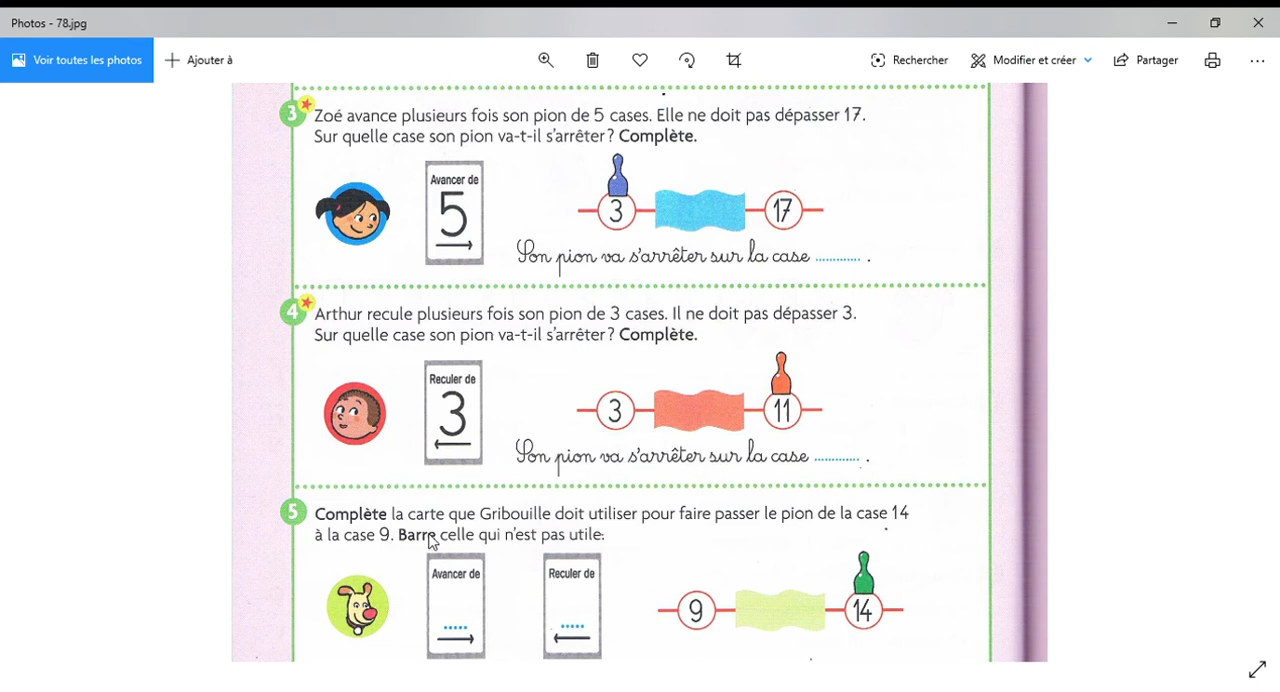 Photos - 78.jpg
Voir toutes les photos
Ajouter à
Rechercher
Modifier et créer
Partager
3 Zoé avance plusieurs fois son pion de 5 cases. Elle ne doit pas dépasser 17.
Sur quelle case son pion va-t-il s'arrêter ? Complète.
Avancer de
5
3
17
Son pion va s'arrêter sur la case ............ .
4 Arthur recule plusieurs fois son pion de 3 cases. Il ne doit pas dépasser 3.
Sur quelle case son pion va-t-il s'arrêter ? Complète.
Reculer de
3
3
11
Son pion va s'arrêter sur la case ............ .
5 Complète la carte que Gribouille doit utiliser pour faire passer le pion de la case 14
à la case 9. Barre celle qui n'est pas utile.
Avancer de
.....
Reculer de
.....
9
14